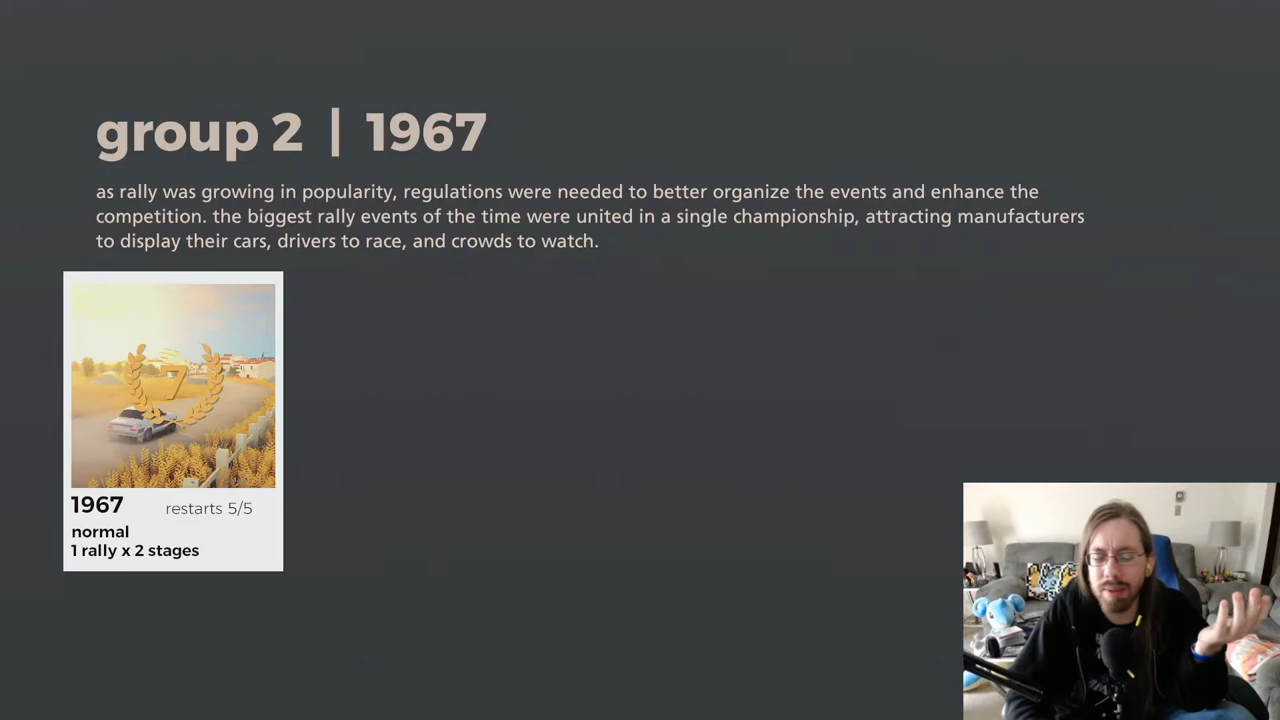 group 2 | 1967
as rally was growing in popularity, regulations were needed to better organize the events and enhance the
competition. the biggest rally events of the time were united in a single championship, attracting manufacturers
to display their cars, drivers to race, and crowds to watch.
7
1967 restarts 5/5
normal
1 rally x 2 stages